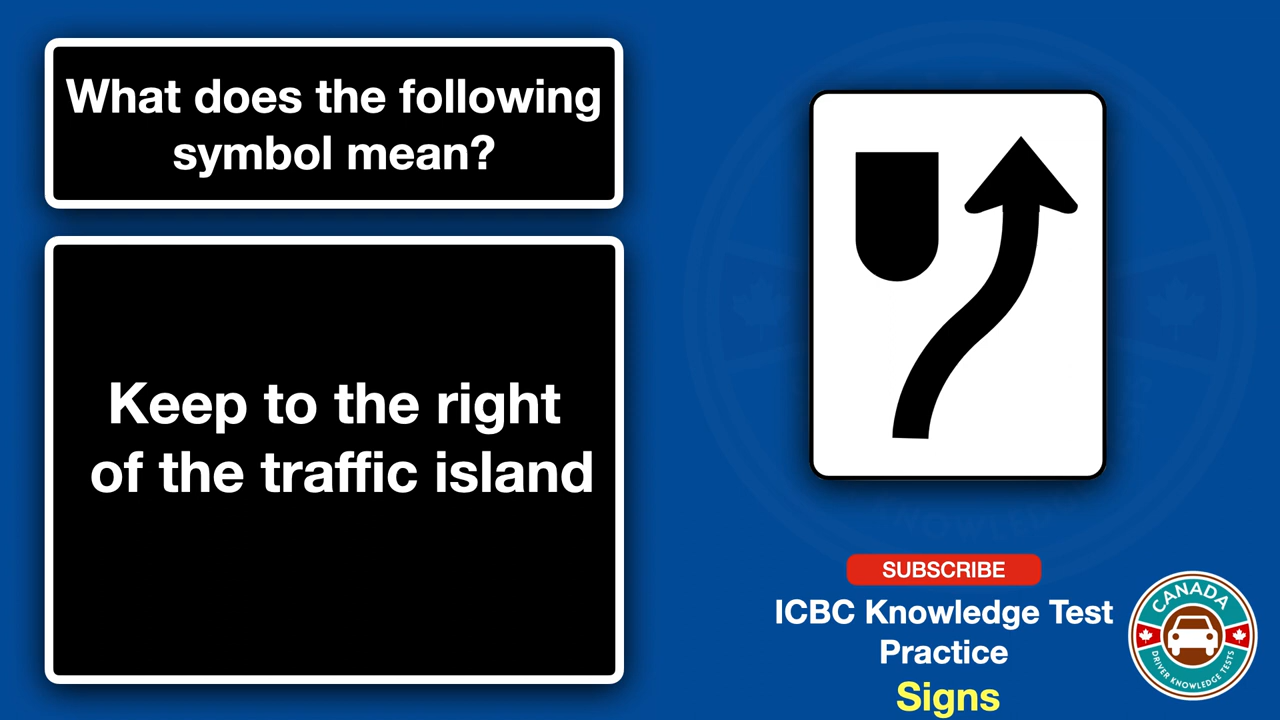 What does the following
symbol mean?
Keep to the right
of the traffic island
SUBSCRIBE
ICBC Knowledge Test
Practice
Signs
CANADA
DRIVER KNOWLEDGE TESTS